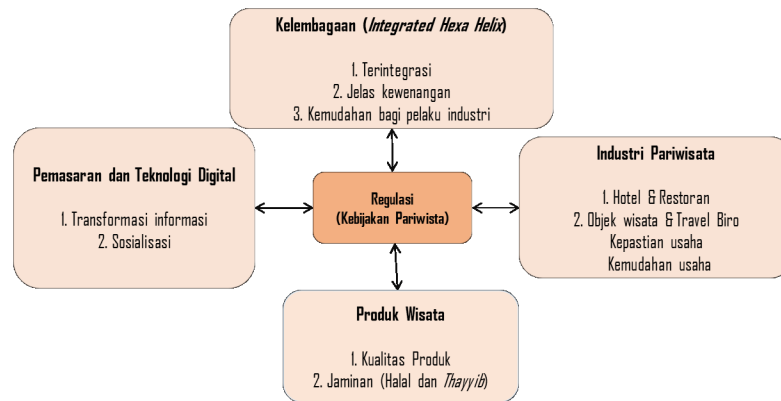 Kelembagaan (Integrated Hexa Helix)
1. Terintegrasi
2. Jelas kewenangan
3. Kemudahan bagi pelaku industri
Pemasaran dan Teknologi Digital
1. Transformasi informasi
2. Sosialisasi
Regulasi
(Kebijakan Pariwista)
Industri Pariwisata
1. Hotel & Restoran
2. Objek wisata & Travel Biro
Kepastian usaha
Kemudahan usaha
Produk Wisata
1. Kualitas Produk
2. Jaminan (Halal dan Thayyib)